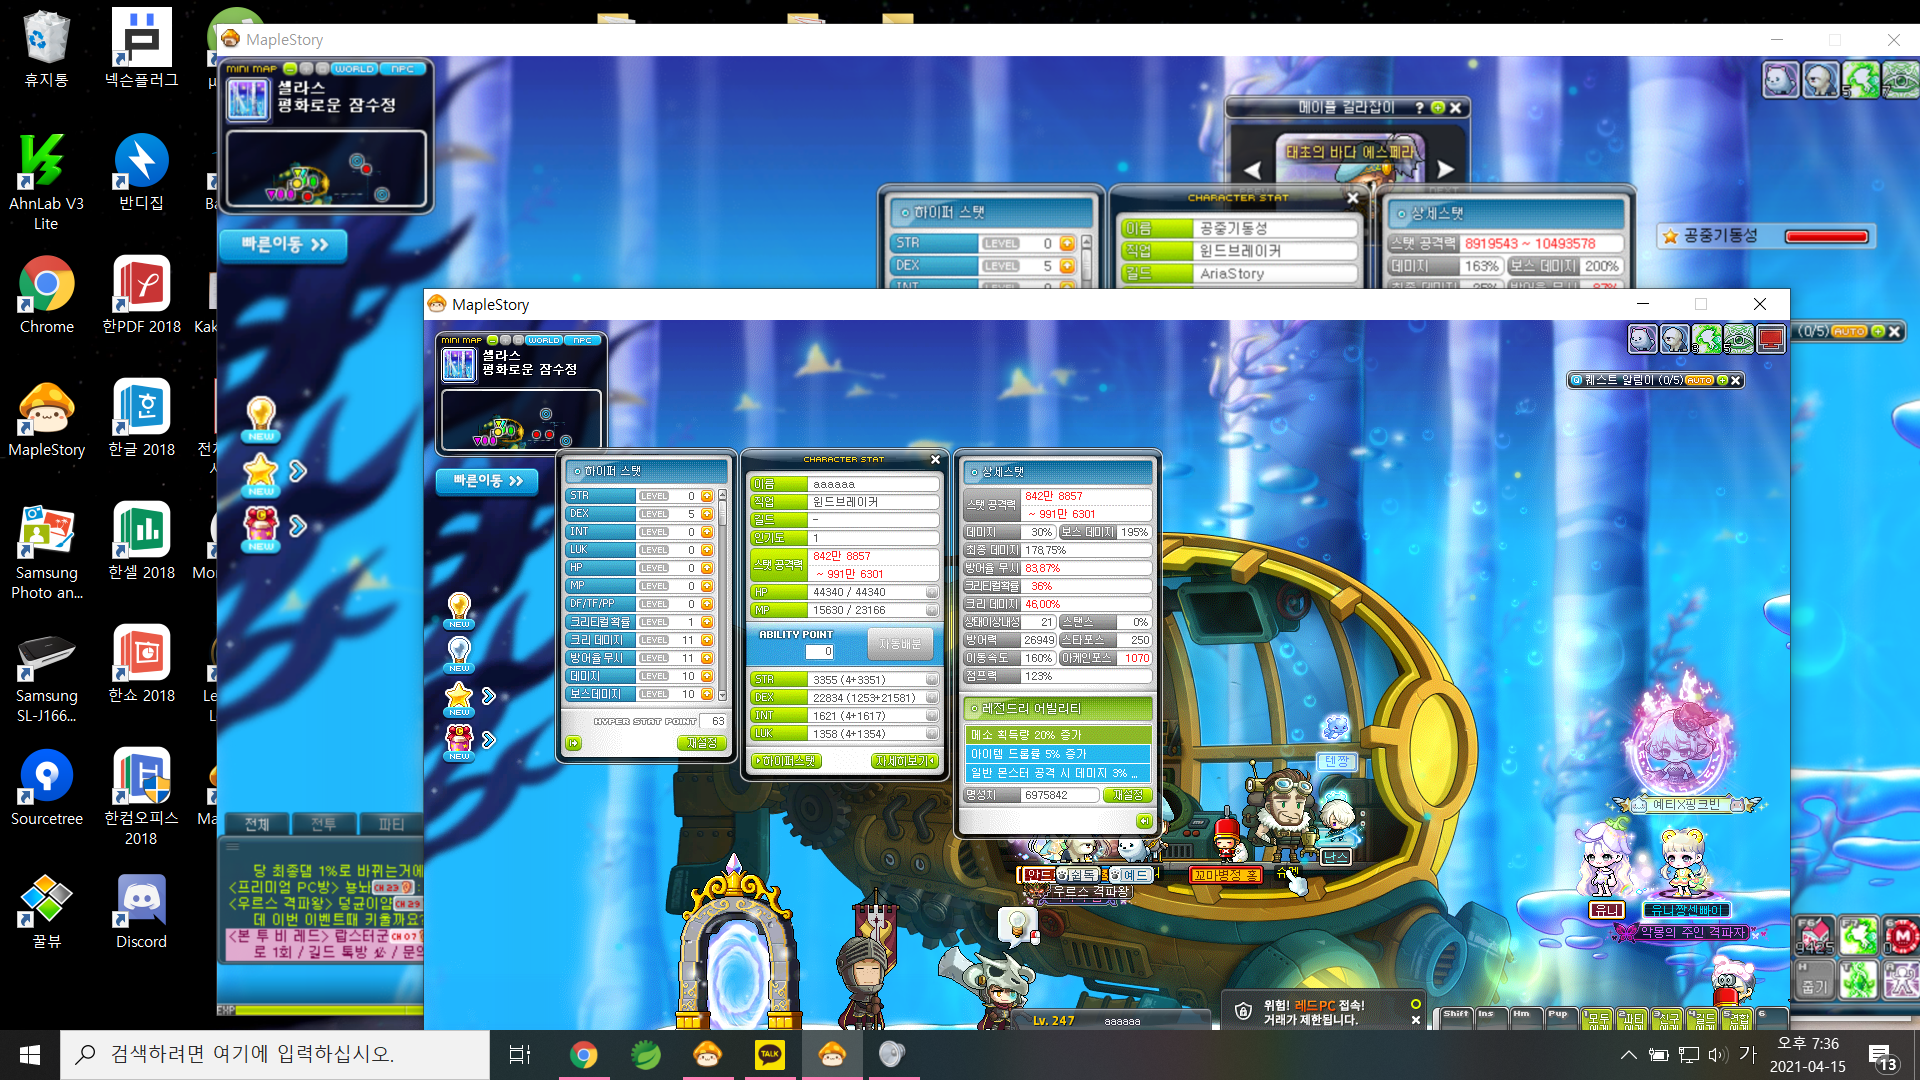 휴지통
넥슨플러그
AhnLab V3
Lite
반디집
Chrome
한PDF 2018
MapleStory
한글 2018
Samsung
Photo an...
한셀 2018
Samsung
SL-J166...
한쇼 2018
Sourcetree
한컴오피스
2018
꿀뷰
Discord
MapleStory
MINI MAP WORLD NPC
셀라스
평화로운 잠수정
빠른이동 >>
NEW
NEW
NEW
메이플 길라잡이
태초의 바다 에스페라
하이퍼 스탯
STR LEVEL 0
DEX LEVEL 5
CHARACTER STAT
이름 공중기동성
직업 윈드브레이커
길드 AriaStory
상세스탯
스탯 공격력 8919543 ~ 10493578
데미지 163% 보스 데미지 200%
공중기동성
(0/5) AUTO
전체 전투 파티
당 최종댐 1%로 바뀌는거에
<프리미엄 PC방>
<우르스 격파왕> 덩균이얌 CH 29
데 이번 이벤트때 키울까요?
<본 투 비 레드> 랍스터군 CH 07
EXP
줍기
MapleStory
MINI MAP WORLD NPC
셀라스
평화로운 잠수정
빠른이동 >>
NEW
NEW
NEW
NEW
퀘스트 알림이 (0/5) AUTO
하이퍼 스탯
STR LEVEL 0
DEX LEVEL 5
INT LEVEL 0
LUK LEVEL 0
HP LEVEL 0
MP LEVEL 0
DF/TF/PP LEVEL 0
크리티컬 확률 LEVEL 1
크리 데미지 LEVEL 11
방어율 무시 LEVEL 11
데미지 LEVEL 10
보스데미지 LEVEL 10
HYPER STAT POINT 63
재설정
CHARACTER STAT
이름 aaaaaa
직업 윈드브레이커
길드 -
인기도 1
스탯 공격력 842만 8857
~ 991만 6301
HP 44340 / 44340
MP 15630 / 23166
ABILITY POINT
0
자동배분
STR 3355 (4+3351)
DEX 22834 (1253+21581)
INT 1621 (4+1617)
LUK 1358 (4+1354)
하이퍼스탯 자세히보기
상세스탯
스탯 공격력 842만 8857
~ 991만 6301
데미지 30% 보스 데미지 195%
최종 데미지 178,75%
방어율 무시 83,87%
크리티컬확률 36%
크리 데미지 46,00%
상태이상내성 21 스탠스 0%
방어력 26949 스타포스 250
이동속도 160% 아케인포스 1070
점프력 123%
레전드리 어빌리티
메소 획득량 20% 증가
아이템 드롭률 5% 증가
일반 몬스터 공격 시 데미지 3% ...
명성치 6975842 재설정
텐짱
난스
꼬마병정 홍
우르스 격파왕
예티X핑크빈
유니
유니짱센빠이
악몽의 주인 격파자
Lv. 247 aaaaaa
위험! 레드PC 접속!
거래가 제한됩니다.
Shift Ins Hm Pup
검색하려면 여기에 입력하십시오.
TALK
가
오후 7:36
2021-04-15
13